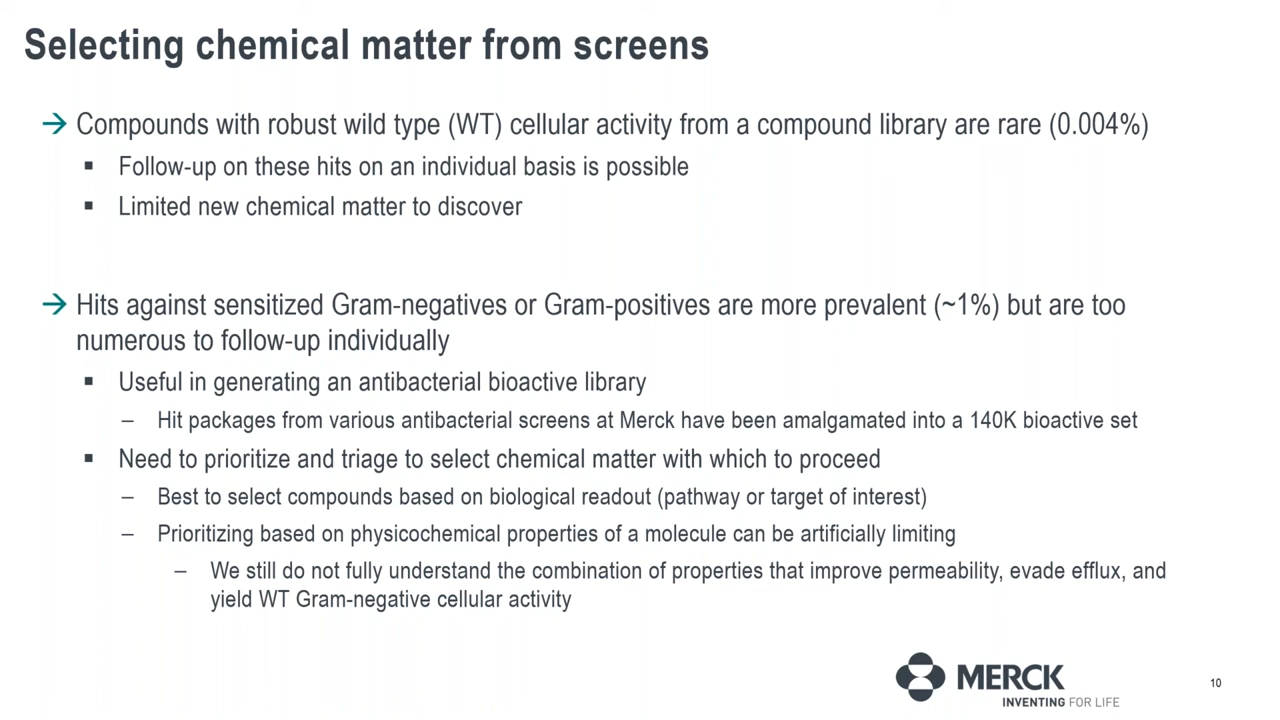 Selecting chemical matter from screens
→ Compounds with robust wild type (WT) cellular activity from a compound library are rare (0.004%)
▪ Follow-up on these hits on an individual basis is possible
▪ Limited new chemical matter to discover
→ Hits against sensitized Gram-negatives or Gram-positives are more prevalent (~1%) but are too
numerous to follow-up individually
▪ Useful in generating an antibacterial bioactive library
– Hit packages from various antibacterial screens at Merck have been amalgamated into a 140K bioactive set
▪ Need to prioritize and triage to select chemical matter with which to proceed
– Best to select compounds based on biological readout (pathway or target of interest)
– Prioritizing based on physicochemical properties of a molecule can be artificially limiting
– We still do not fully understand the combination of properties that improve permeability, evade efflux, and
yield WT Gram-negative cellular activity
MERCK
INVENTING FOR LIFE
10